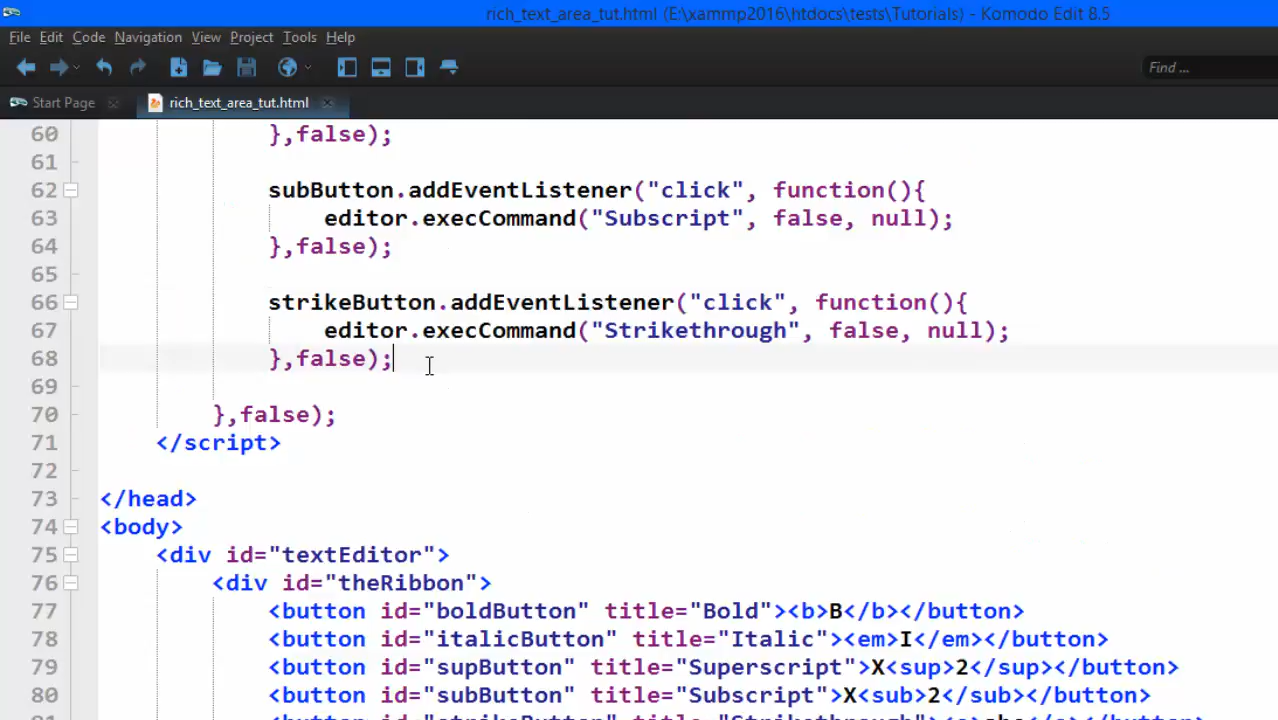 rich_text_area_tut.html (E:\xammp2016\htdocs\tests\Tutorials) - Komodo Edit 8.5
File Edit Code Navigation View Project Tools Help
Find ...
Start Page rich_text_area_tut.html
60 },false);
61
62 subButton.addEventListener("click", function(){
63 editor.execCommand("Subscript", false, null);
64 },false);
65
66 strikeButton.addEventListener("click", function(){
67 editor.execCommand("Strikethrough", false, null);
68 },false);
69
70 },false);
71 </script>
72
73 </head>
74 <body>
75 <div id="textEditor">
76 <div id="theRibbon">
77 <button id="boldButton" title="Bold"><b>B</b></button>
78 <button id="italicButton" title="Italic"><em>I</em></button>
79 <button id="supButton" title="Superscript">X<sup>2</sup></button>
80 <button id="subButton" title="Subscript">X<sub>2</sub></button>